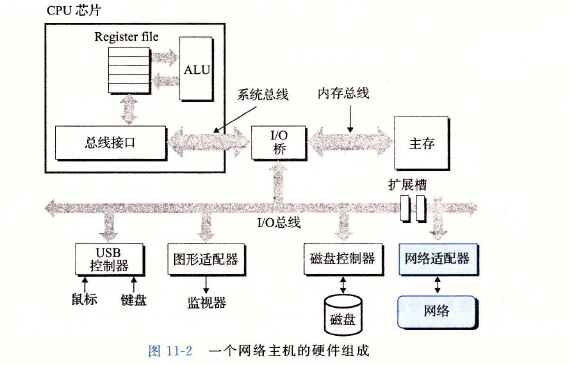 CPU 芯片
Register file
ALU
系统总线
内存总线
总线接口
I/O
桥
主存
扩展槽
I/O总线
USB
控制器
图形适配器
磁盘控制器
网络适配器
鼠标
键盘
监视器
磁盘
网络
图 11-2 一个网络主机的硬件组成